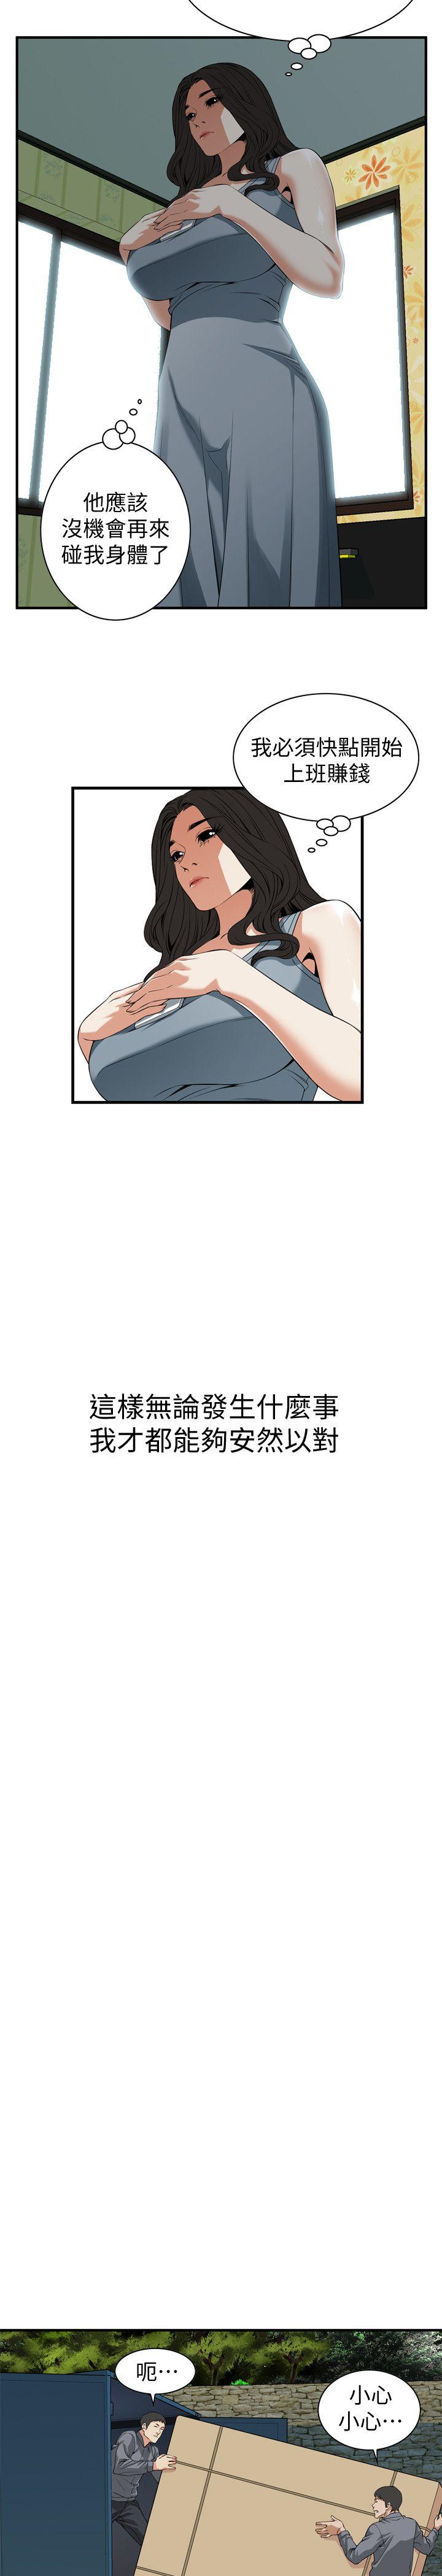 他應該
沒機會再來
碰我身體了
我必須快點開始
上班賺錢
這樣無論發生什麼事
我才都能夠安然以對
呃…
小心
小心…